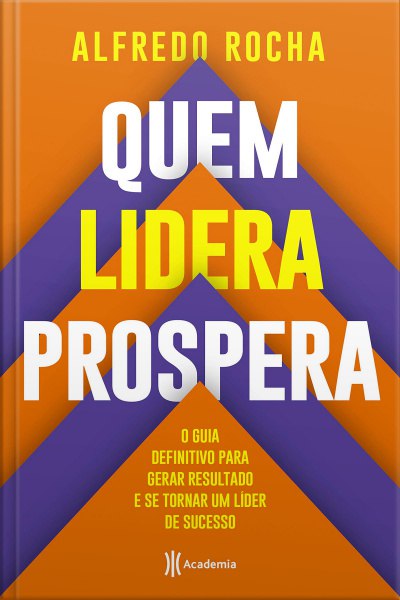 ALFREDO ROCHA
QUEM
LIDERA
PROSPERA
O GUIA
DEFINITIVO PARA
GERAR RESULTADO
E SE TORNAR UM LÍDER
DE SUCESSO
Academia